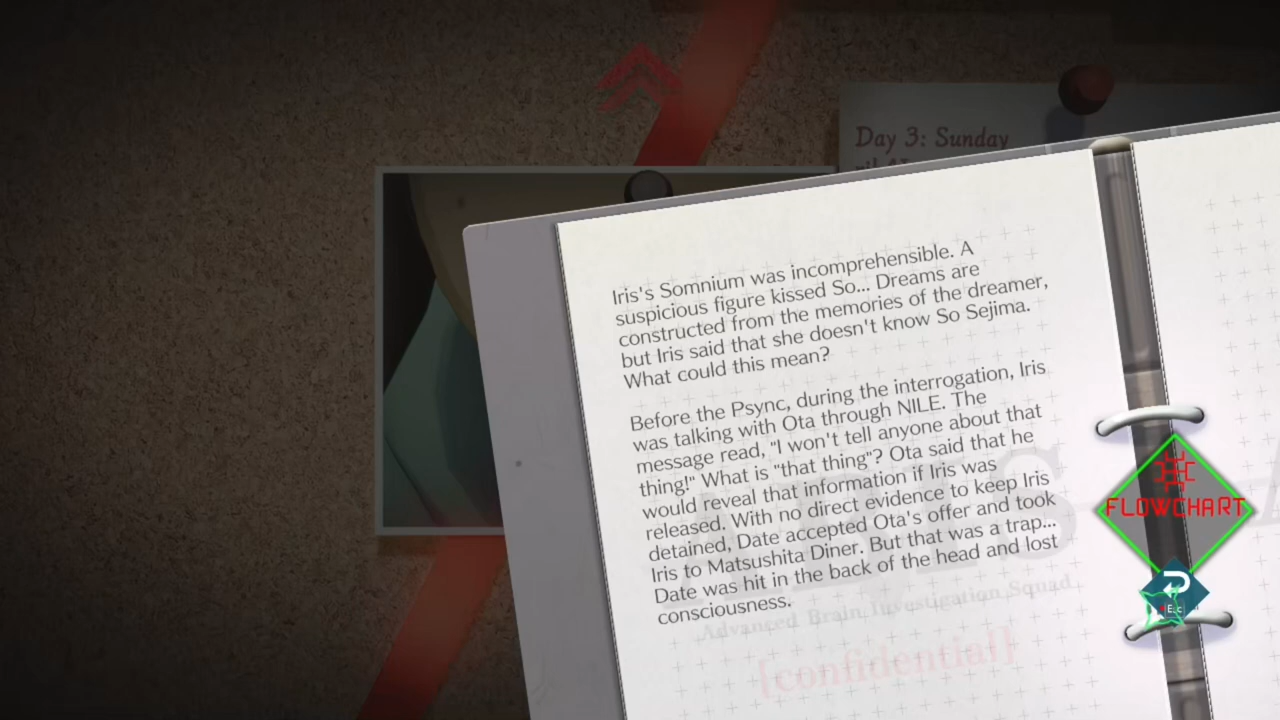 Day 3: Sunday
Iris's Somnium was incomprehensible. A
suspicious figure kissed So... Dreams are
constructed from the memories of the dreamer,
but Iris said that she doesn't know So Sejima.
What could this mean?
Before the Psync, during the interrogation, Iris
was talking with Ota through NILE. The
message read, "I won't tell anyone about that
thing!" What is "that thing"? Ota said that he
would reveal that information if Iris was
released. With no direct evidence to keep Iris
detained, Date accepted Ota's offer and took
Iris to Matsushita Diner. But that was a trap...
Date was hit in the back of the head and lost
consciousness.
ABIS
Advanced Brain Investigation Squad
[confidential]
FLOWCHART
Esc